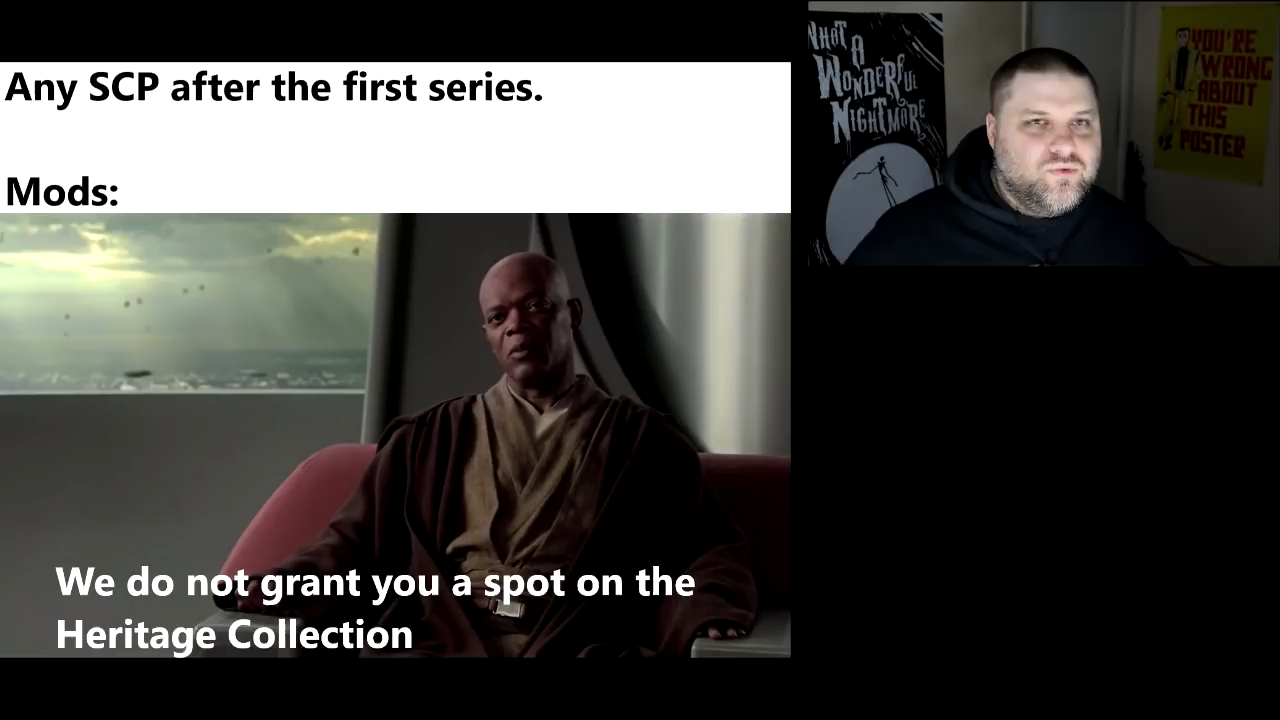 Any SCP after the first series.
Mods:
We do not grant you a spot on the
Heritage Collection
WHAT
A
WONDERFUL
NIGHTMARE
YOU'RE
WRONG
ABOUT
THIS
POSTER